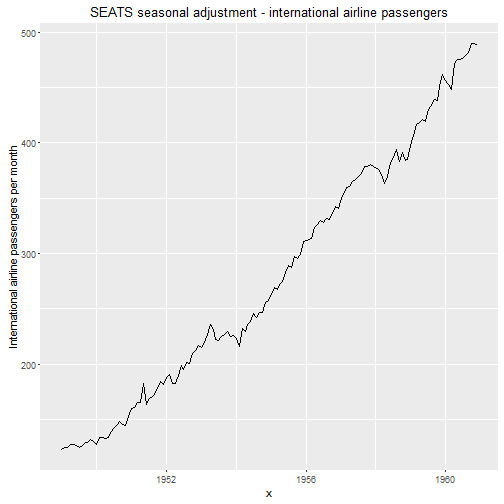 SEATS seasonal adjustment - international airline passengers
International airline passengers per month
500
400
300
200
1952
1956
1960
x